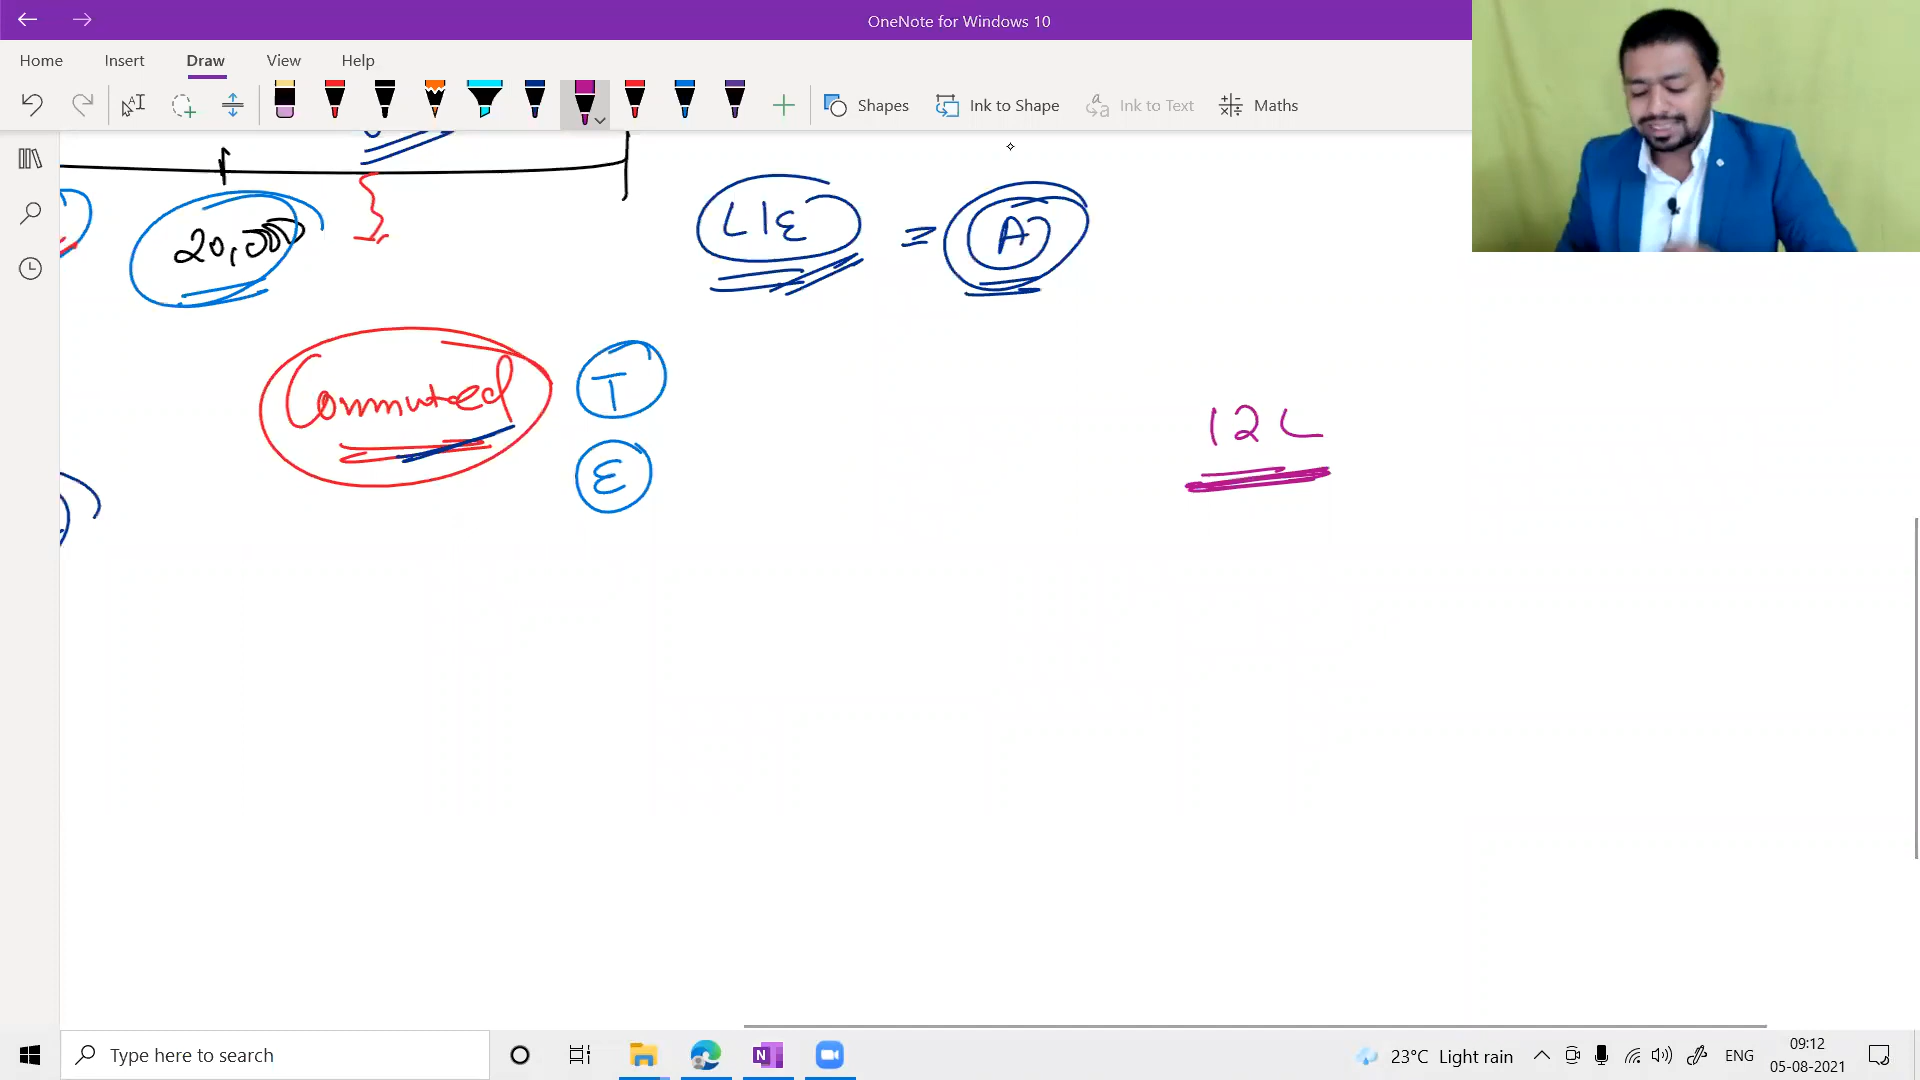 OneNote for Windows 10
Home Insert Draw View Help
Shapes Ink to Shape Ink to Text Maths
20,000
LIE = A
Commuted T
E
12L
Type here to search
23°C Light rain
ENG
09:12
05-08-2021